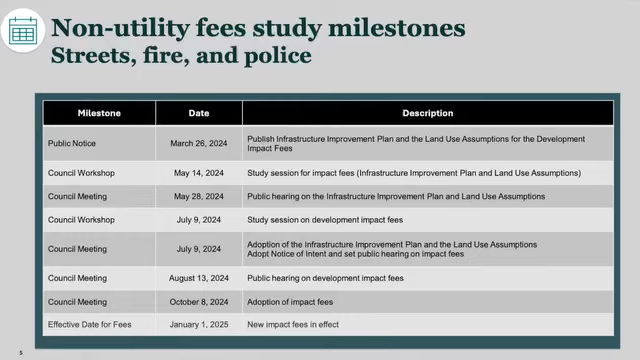 Non-utility fees study milestones
Streets, fire, and police
Milestone Date Description
Public Notice March 26, 2024 Publish Infrastructure Improvement Plan and the Land Use Assumptions for the Development
Impact Fees
Council Workshop May 14, 2024 Study session for impact fees (Infrastructure Improvement Plan and Land Use Assumptions)
Council Meeting May 28, 2024 Public hearing on the Infrastructure Improvement Plan and Land Use Assumptions
Council Workshop July 9, 2024 Study session on development impact fees
Council Meeting July 9, 2024 Adoption of the Infrastructure Improvement Plan and the Land Use Assumptions
Adopt Notice of Intent and set public hearing on impact fees
Council Meeting August 13, 2024 Public hearing on development impact fees
Council Meeting October 8, 2024 Adoption of impact fees
Effective Date for Fees January 1, 2025 New impact fees in effect
5